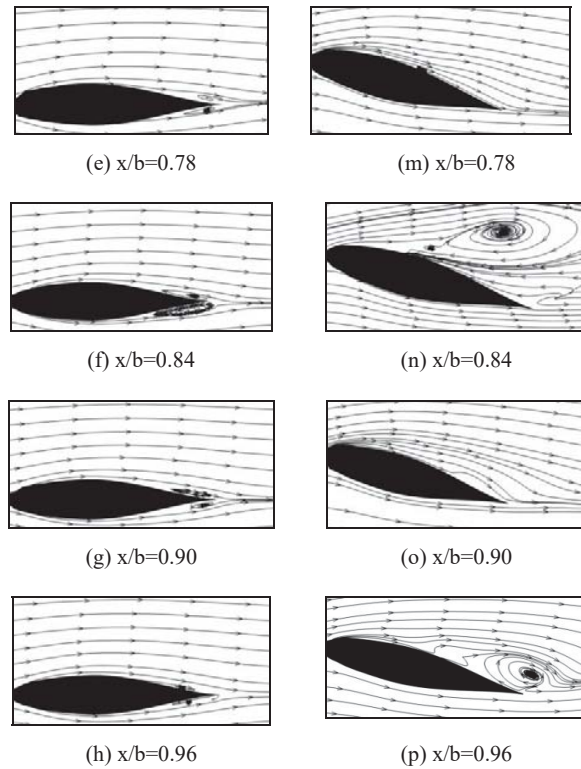 (e) x/b=0.78
(m) x/b=0.78
(f) x/b=0.84
(n) x/b=0.84
(g) x/b=0.90
(o) x/b=0.90
(h) x/b=0.96
(p) x/b=0.96